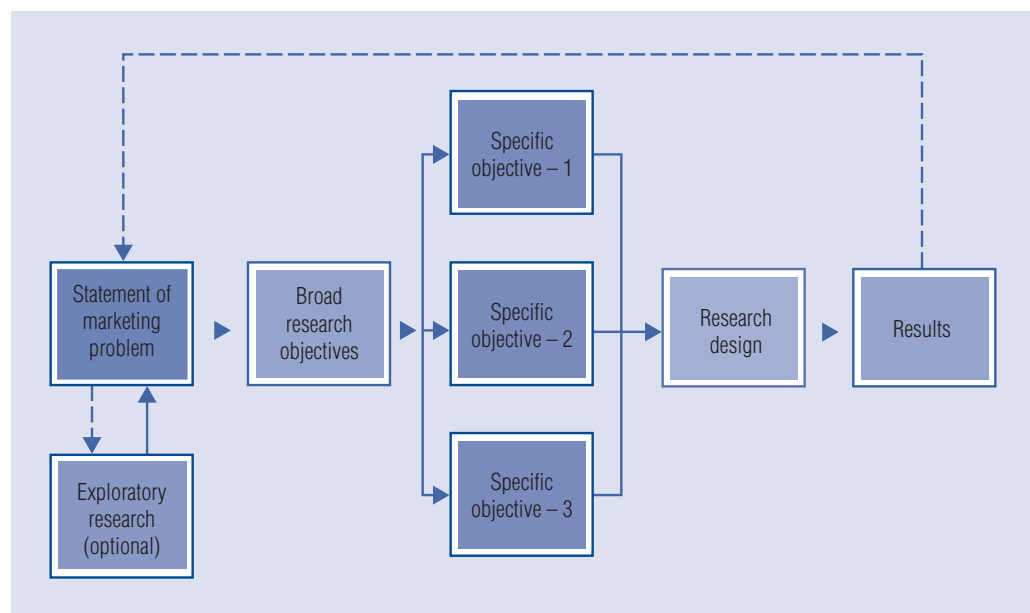 Statement of
marketing
problem
Exploratory
research
(optional)
Broad
research
objectives
Specific
objective – 1
Specific
objective – 2
Specific
objective – 3
Research
design
Results